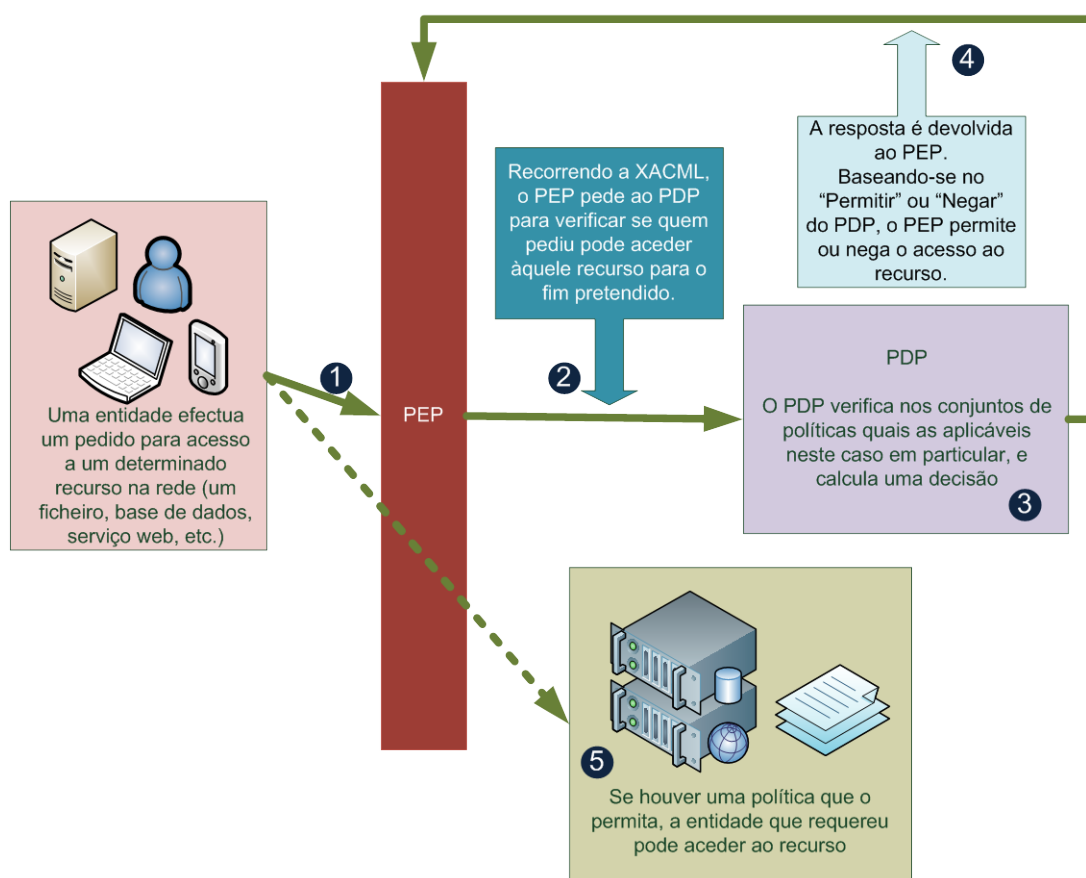 1
Uma entidade efectua
um pedido para acesso
a um determinado
recurso na rede (um
ficheiro, base de dados,
serviço web, etc.)
PEP
2
Recorrendo a XACML,
o PEP pede ao PDP
para verificar se quem
pediu pode aceder
àquele recurso para o
fim pretendido.
PDP
O PDP verifica nos conjuntos de
políticas quais as aplicáveis
neste caso em particular, e
calcula uma decisão
3
4
A resposta é devolvida
ao PEP.
Baseando-se no
“Permitir” ou “Negar”
do PDP, o PEP permite
ou nega o acesso ao
recurso.
5
Se houver uma política que o
permita, a entidade que requereu
pode aceder ao recurso